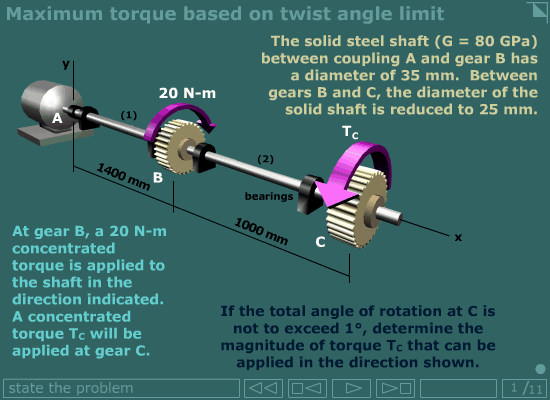 Maximum torque based on twist angle limit
The solid steel shaft (G = 80 GPa)
between coupling A and gear B has
a diameter of 35 mm. Between
gears B and C, the diameter of the
solid shaft is reduced to 25 mm.
y
20 N-m
A
(1)
TC
B
(2)
1400 mm
bearings
1000 mm
C
x
At gear B, a 20 N-m
concentrated
torque is applied to
the shaft in the
direction indicated.
A concentrated
torque TC will be
applied at gear C.
If the total angle of rotation at C is
not to exceed 1°, determine the
magnitude of torque TC that can be
applied in the direction shown.
state the problem
1/11